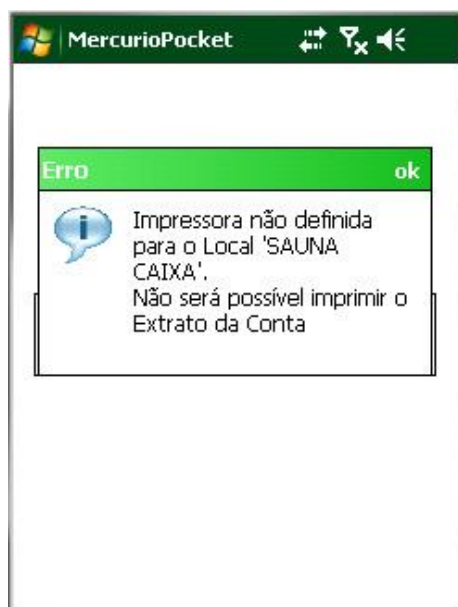 MercurioPocket
Erro ok
Impressora não definida
para o Local 'SAUNA
CAIXA'.
Não será possível imprimir o
Extrato da Conta